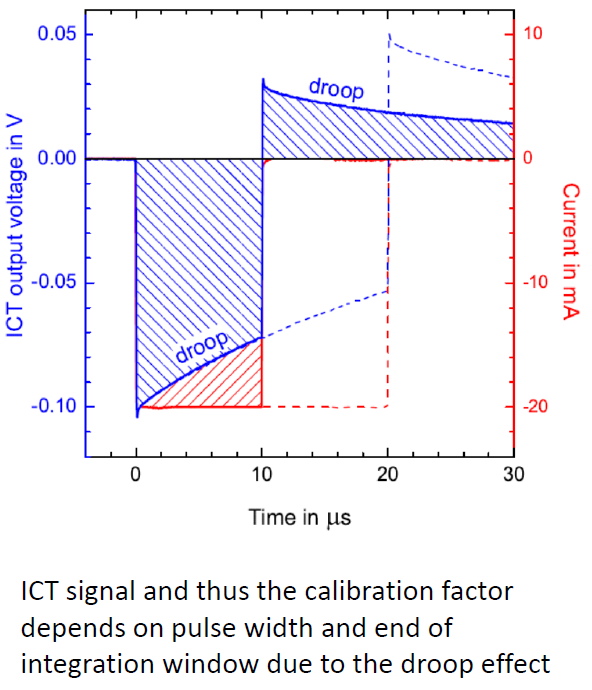 0.05
0.00
-0.05
-0.10
ICT output voltage in V
droop
droop
10
0
-10
-20
Current in mA
0
10
20
30
Time in μs
ICT signal and thus the calibration factor
depends on pulse width and end of
integration window due to the droop effect